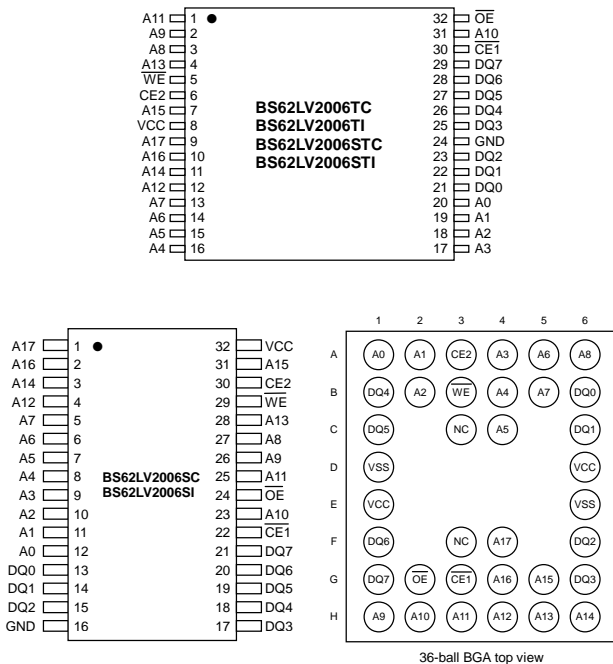 A11 1 32 OE
A9 2 31 A10
A8 3 30 CE1
A13 4 29 DQ7
WE 5 28 DQ6
CE2 6 27 DQ5
A15 7 26 DQ4
VCC 8 25 DQ3
A17 9 24 GND
A16 10 23 DQ2
A14 11 22 DQ1
A12 12 21 DQ0
A7 13 20 A0
A6 14 19 A1
A5 15 18 A2
A4 16 17 A3
BS62LV2006TC
BS62LV2006TI
BS62LV2006STC
BS62LV2006STI
A17 1 32 VCC
A16 2 31 A15
A14 3 30 CE2
A12 4 29 WE
A7 5 28 A13
A6 6 27 A8
A5 7 26 A9
A4 8 25 A11
A3 9 24 OE
A2 10 23 A10
A1 11 22 CE1
A0 12 21 DQ7
DQ0 13 20 DQ6
DQ1 14 19 DQ5
DQ2 15 18 DQ4
GND 16 17 DQ3
BS62LV2006SC
BS62LV2006SI
1 2 3 4 5 6
A A0 A1 CE2 A3 A6 A8
B DQ4 A2 WE A4 A7 DQ0
C DQ5 NC A5 DQ1
D VSS VCC
E VCC VSS
F DQ6 NC A17 DQ2
G DQ7 OE CE1 A16 A15 DQ3
H A9 A10 A11 A12 A13 A14
36-ball BGA top view